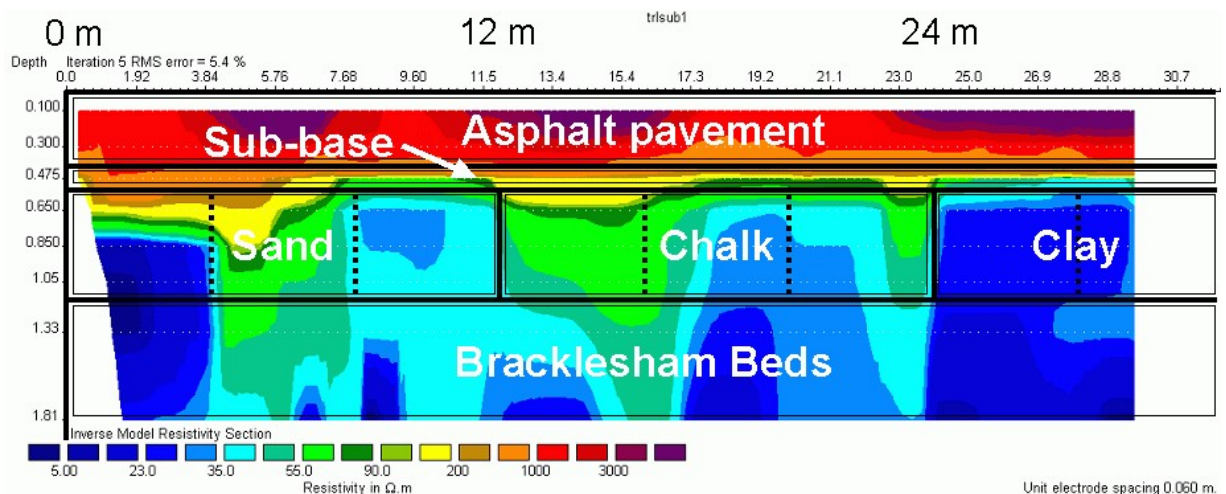 trlsub1
0 m 12 m 24 m
Depth Iteration 5 RMS error = 5.4 %
0.0 1.92 3.84 5.76 7.68 9.60 11.5 13.4 15.4 17.3 19.2 21.1 23.0 25.0 26.9 28.8 30.7
0.100
Asphalt pavement
0.300
Sub-base
0.475
0.650
0.850
Sand Chalk Clay
1.05
1.33
Bracklesham Beds
1.81
Inverse Model Resistivity Section
5.00 23.0 35.0 55.0 90.0 200 1000 3000
Resistivity in Ω.m Unit electrode spacing 0.060 m.